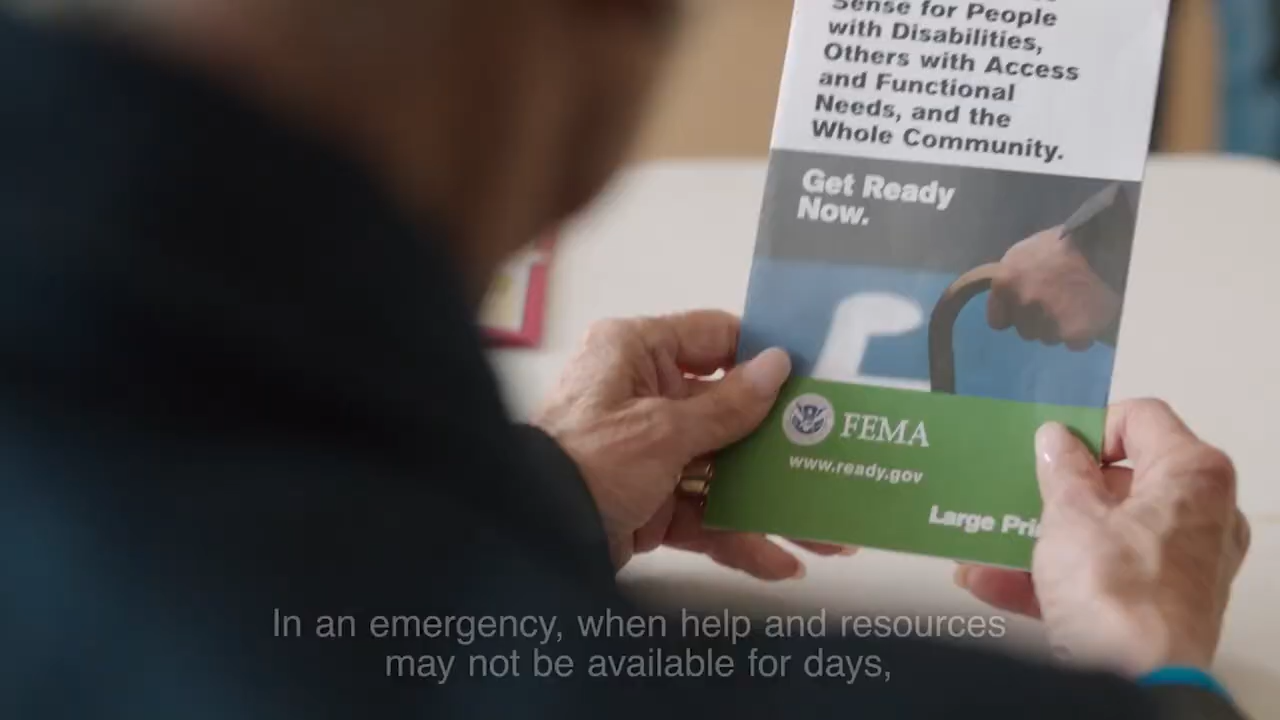 Sense for People
with Disabilities,
Others with Access
and Functional
Needs, and the
Whole Community.
Get Ready
Now.
FEMA
www.ready.gov
Large
In an emergency, when help and resources
may not be available for days,